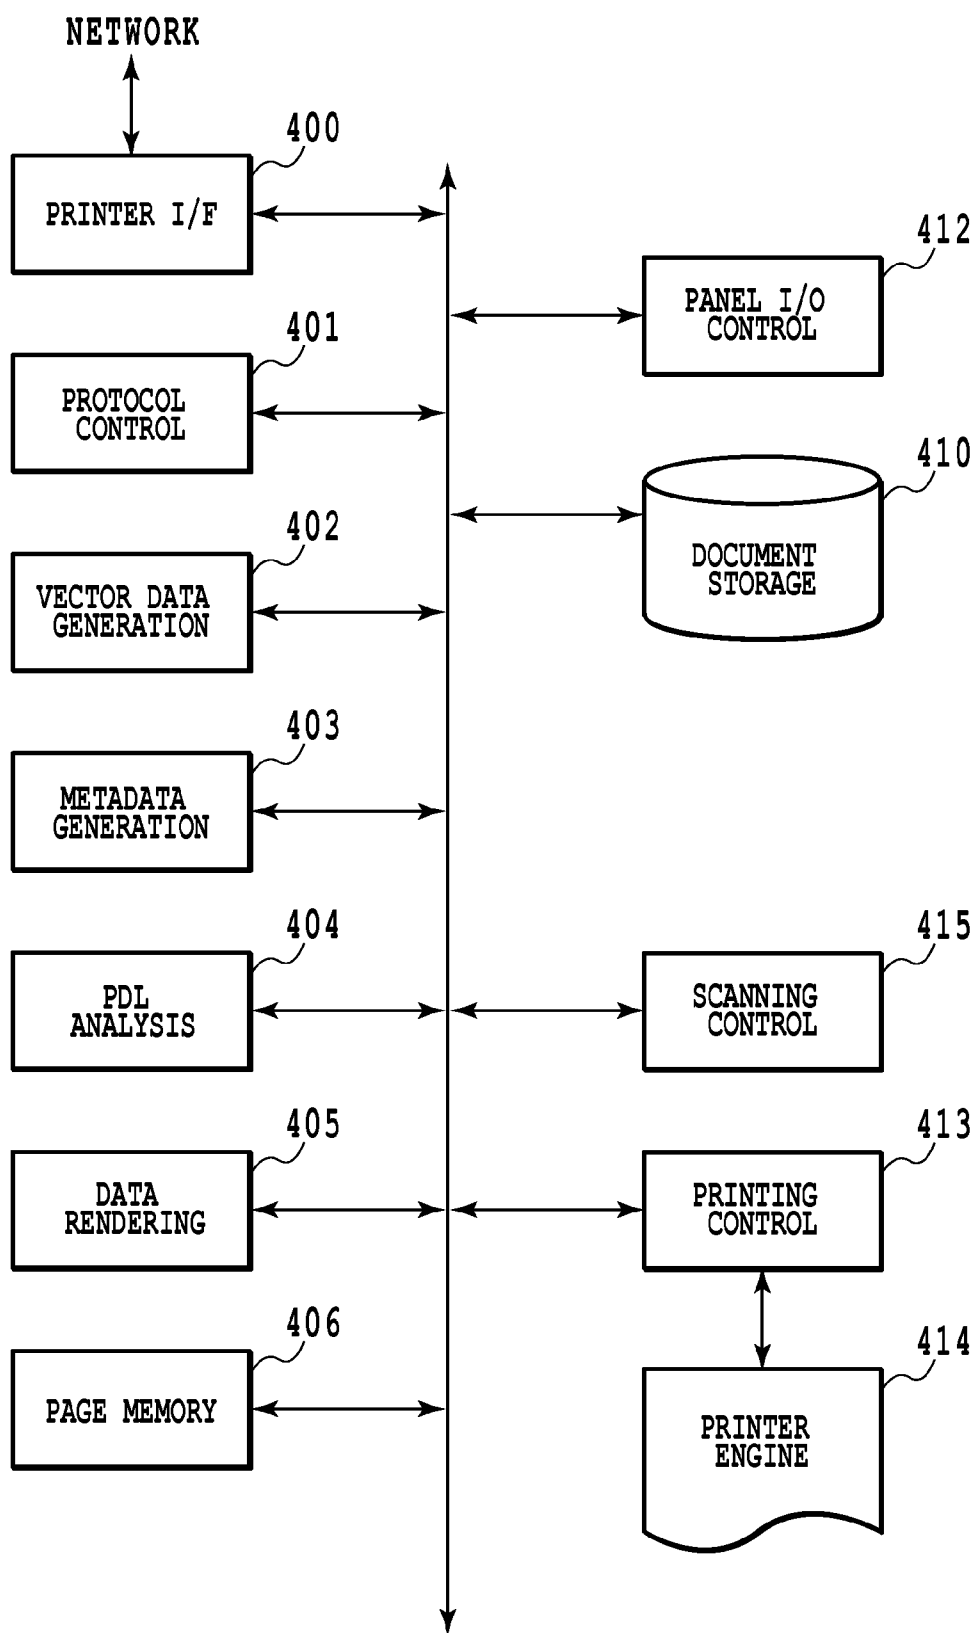 NETWORK
400
PRINTER I/F
401
PROTOCOL
CONTROL
402
VECTOR DATA
GENERATION
403
METADATA
GENERATION
404
PDL
ANALYSIS
405
DATA
RENDERING
406
PAGE MEMORY
412
PANEL I/O
CONTROL
410
DOCUMENT
STORAGE
415
SCANNING
CONTROL
413
PRINTING
CONTROL
414
PRINTER
ENGINE